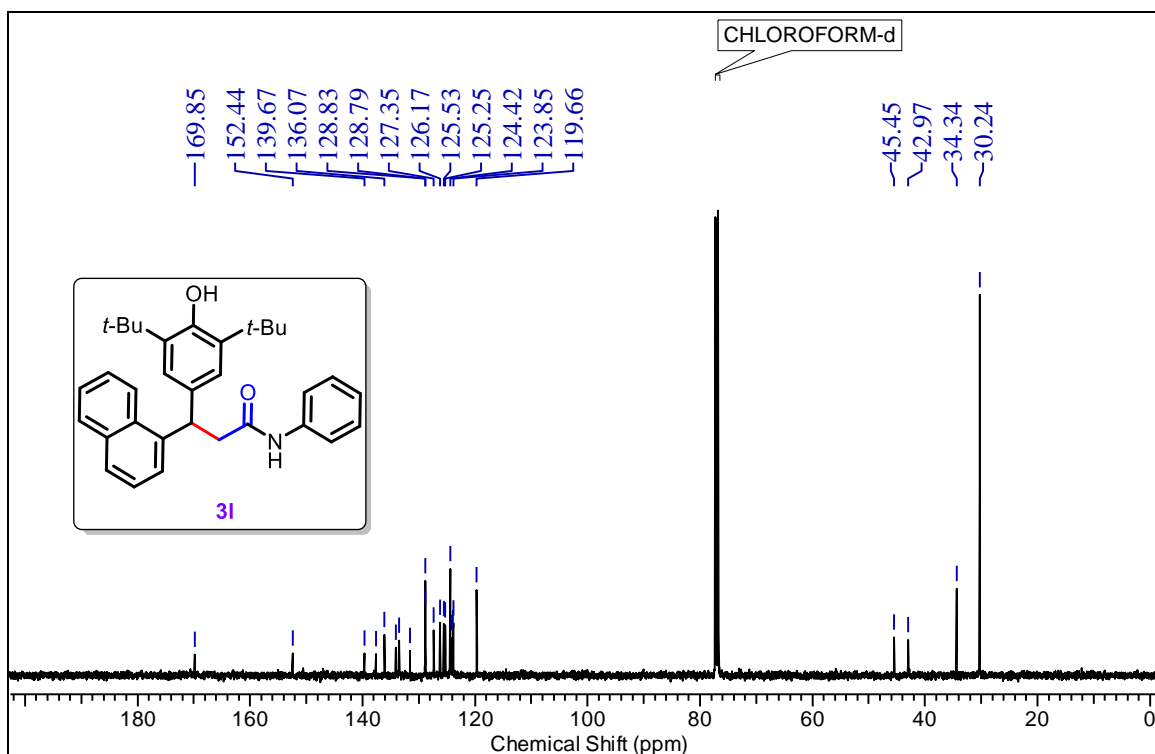 CHLOROFORM-d
169.85
152.44
139.67
136.07
128.83
128.79
127.35
126.17
125.53
125.25
124.42
123.85
119.66
45.45
42.97
34.34
30.24
OH
t-Bu
t-Bu
O
N
H
3l
180 160 140 120 100 80 60 40 20 0
Chemical Shift (ppm)